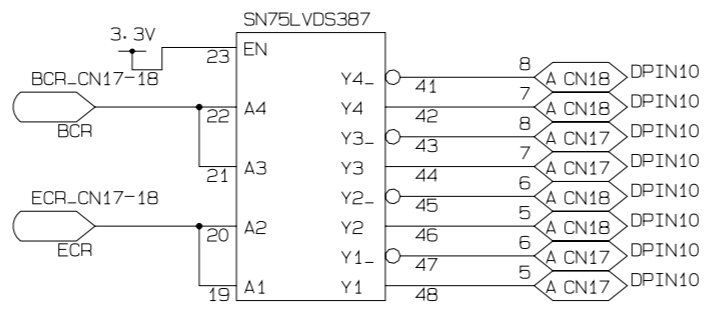 SN75LVDS387
3.3V
23 EN
BCR_CN17-18
Y4_ 41 8 A CN18 DPIN10
BCR 22 A4 Y4 42 7 A CN18 DPIN10
Y3_ 43 8 A CN17 DPIN10
21 A3 Y3 44 7 A CN17 DPIN10
ECR_CN17-18
Y2_ 45 6 A CN18 DPIN10
ECR 20 A2 Y2 46 5 A CN18 DPIN10
Y1_ 47 6 A CN17 DPIN10
19 A1 Y1 48 5 A CN17 DPIN10